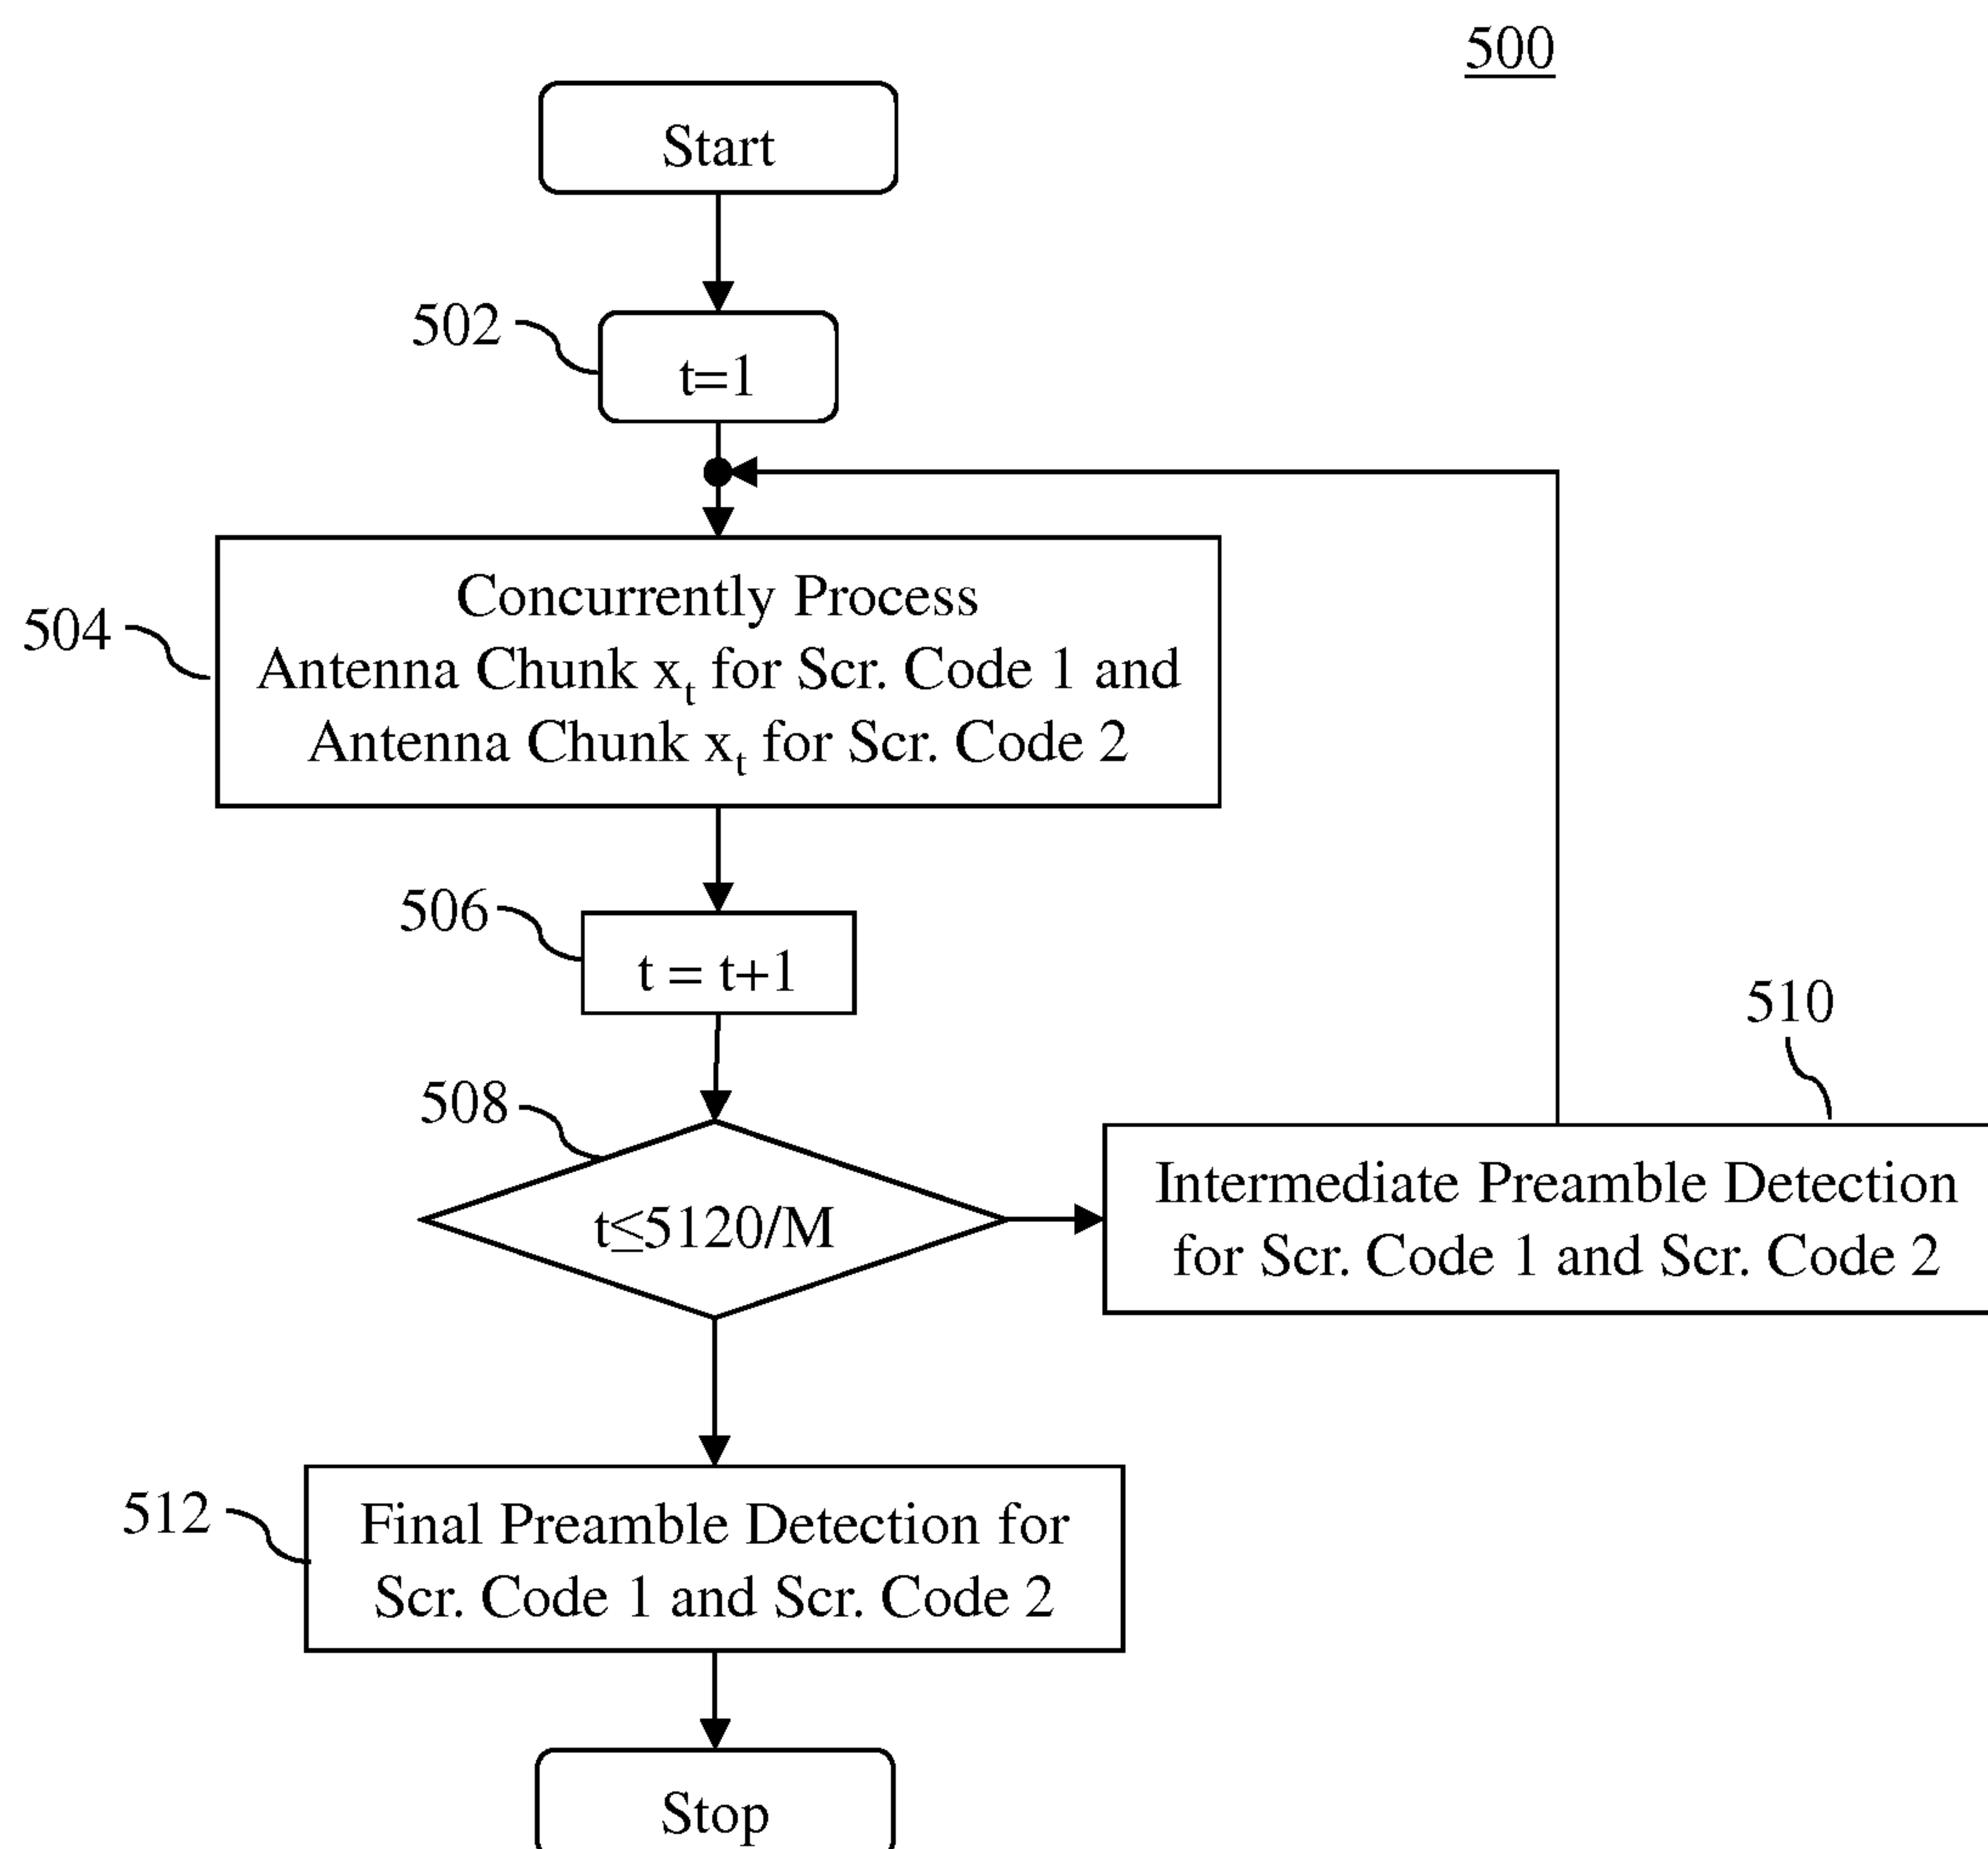 500
Start
502
t=1
504
Concurrently Process
Antenna Chunk xₜ for Scr. Code 1 and
Antenna Chunk xₜ for Scr. Code 2
506
t = t+1
508
t≤5120/M
510
Intermediate Preamble Detection
for Scr. Code 1 and Scr. Code 2
512
Final Preamble Detection for
Scr. Code 1 and Scr. Code 2
Stop